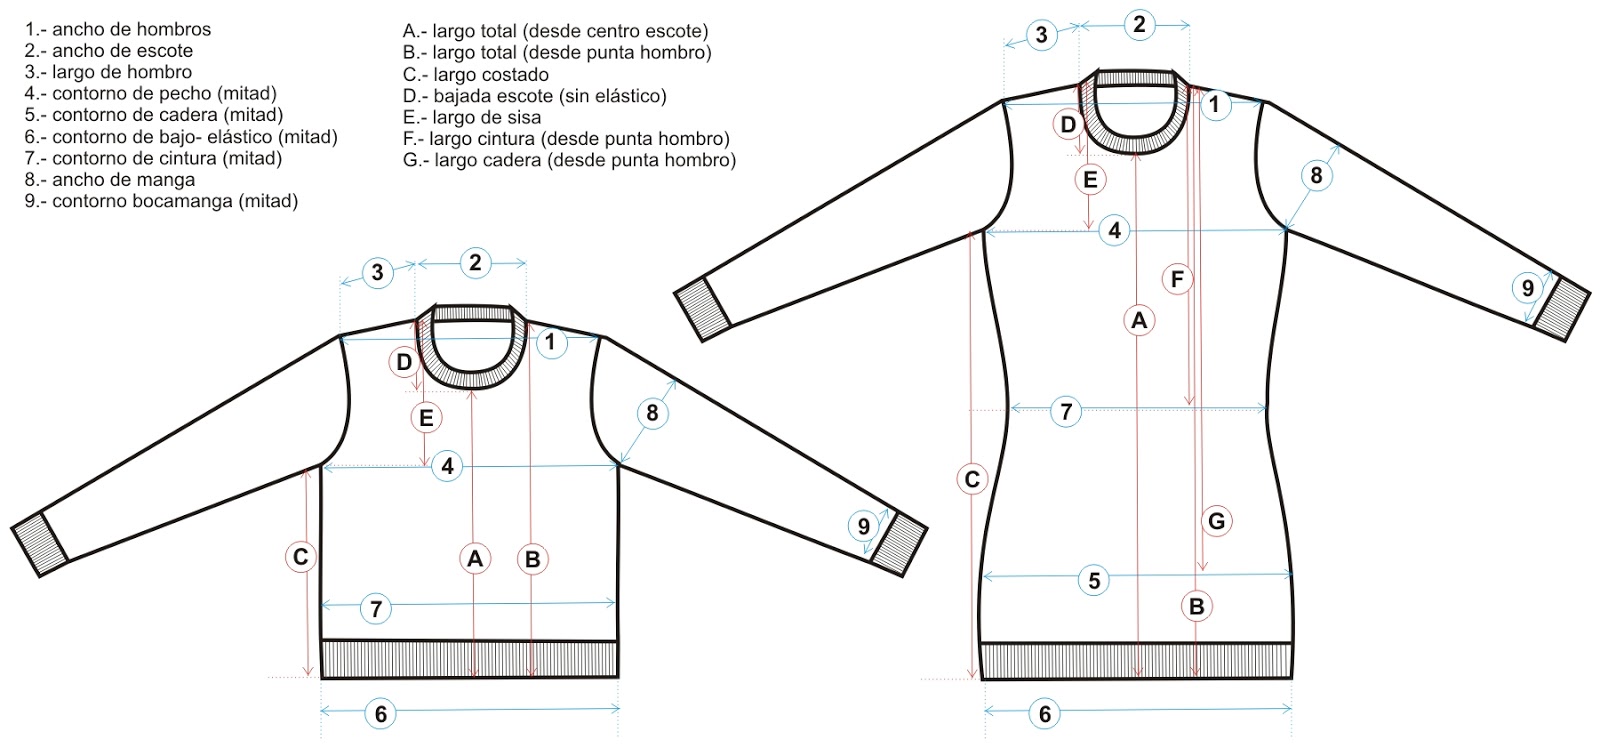 1.- ancho de hombros
2.- ancho de escote
3.- largo de hombro
4.- contorno de pecho (mitad)
5.- contorno de cadera (mitad)
6.- contorno de bajo- elástico (mitad)
7.- contorno de cintura (mitad)
8.- ancho de manga
9.- contorno bocamanga (mitad)
A.- largo total (desde centro escote)
B.- largo total (desde punta hombro)
C.- largo costado
D.- bajada escote (sin elástico)
E.- largo de sisa
F.- largo cintura (desde punta hombro)
G.- largo cadera (desde punta hombro)
3
2
1
D
E
8
4
9
C
A
B
7
6
3
2
1
D
E
8
4
F
9
A
7
C
G
5
B
6